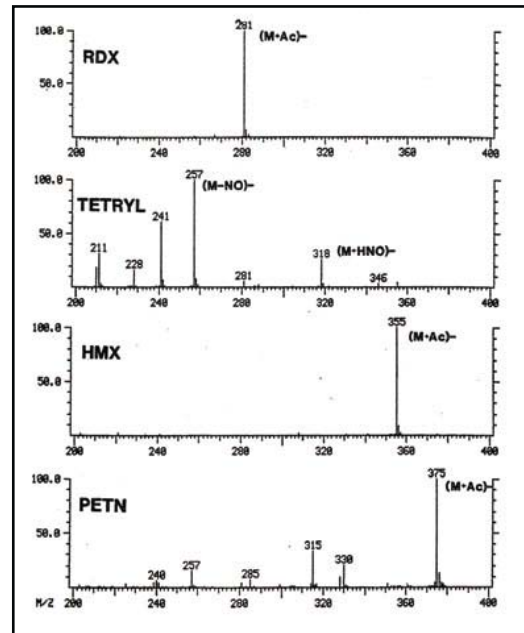 100.0
281
(M+Ac)-
RDX
50.0
200 240 280 320 360 400
100.0
257
(M-NO)-
TETRYL
241
50.0
211
228
281
318
(M+HNO)-
346
200 240 280 320 360 400
100.0
355
(M+Ac)-
HMX
50.0
200 240 280 320 360 400
100.0
375
(M+Ac)-
PETN
50.0
240
257
285
315
330
M/Z
200 240 280 320 360 400